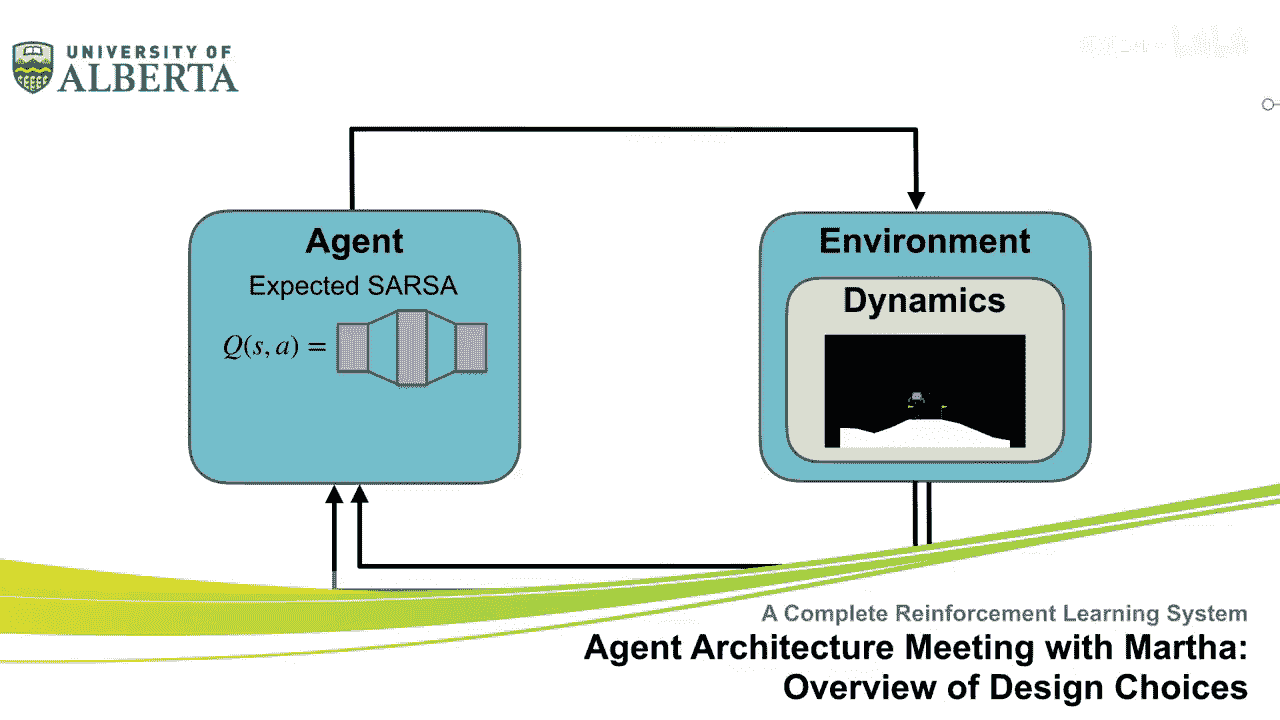 UNIVERSITY OF
ALBERTA
Agent
Expected SARSA
Q(s, a) =
Environment
Dynamics
A Complete Reinforcement Learning System
Agent Architecture Meeting with Martha:
Overview of Design Choices